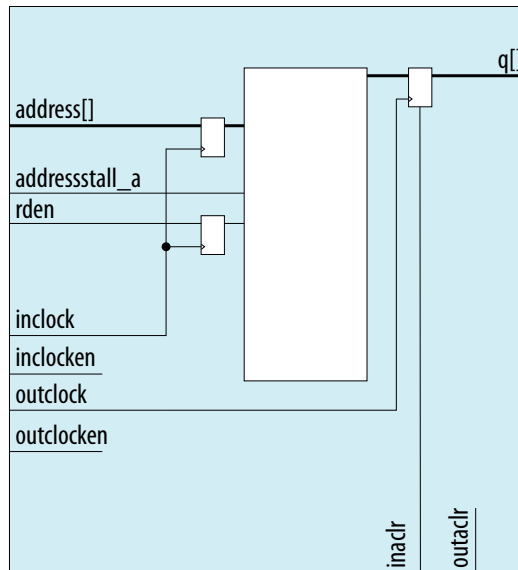 q[]
address[]
addressstall_a
rden
inclock
inclocken
outclock
outclocken
inaclr
outaclr